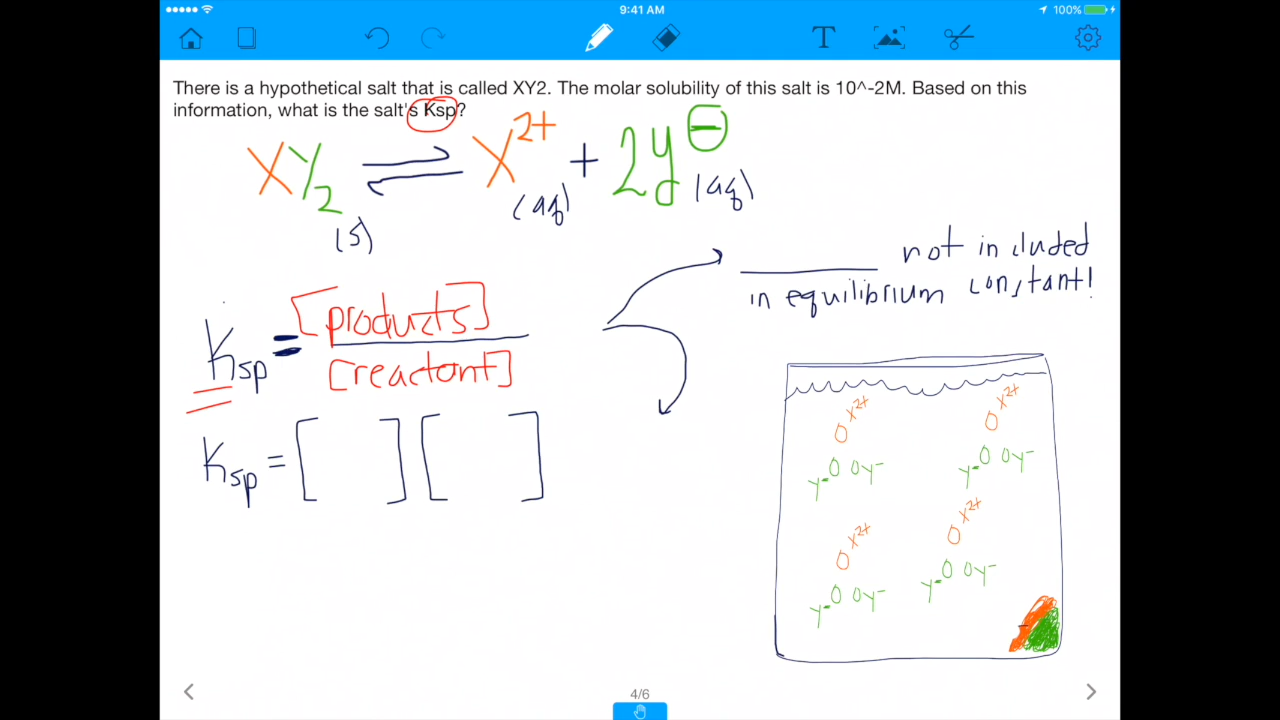 9:41 AM
100%
T
There is a hypothetical salt that is called XY2. The molar solubility of this salt is 10^-2M. Based on this
information, what is the salt's Ksp?
XY2 (s) ⇌ X2+ (aq) + 2y- (aq)
not included
in equilibrium constant!
Ksp = [products]
[reactant]
Ksp = [ ] [ ]
X2+
X2+
y- y-
y- y-
X2+
X2+
y- y-
y- y-
4/6